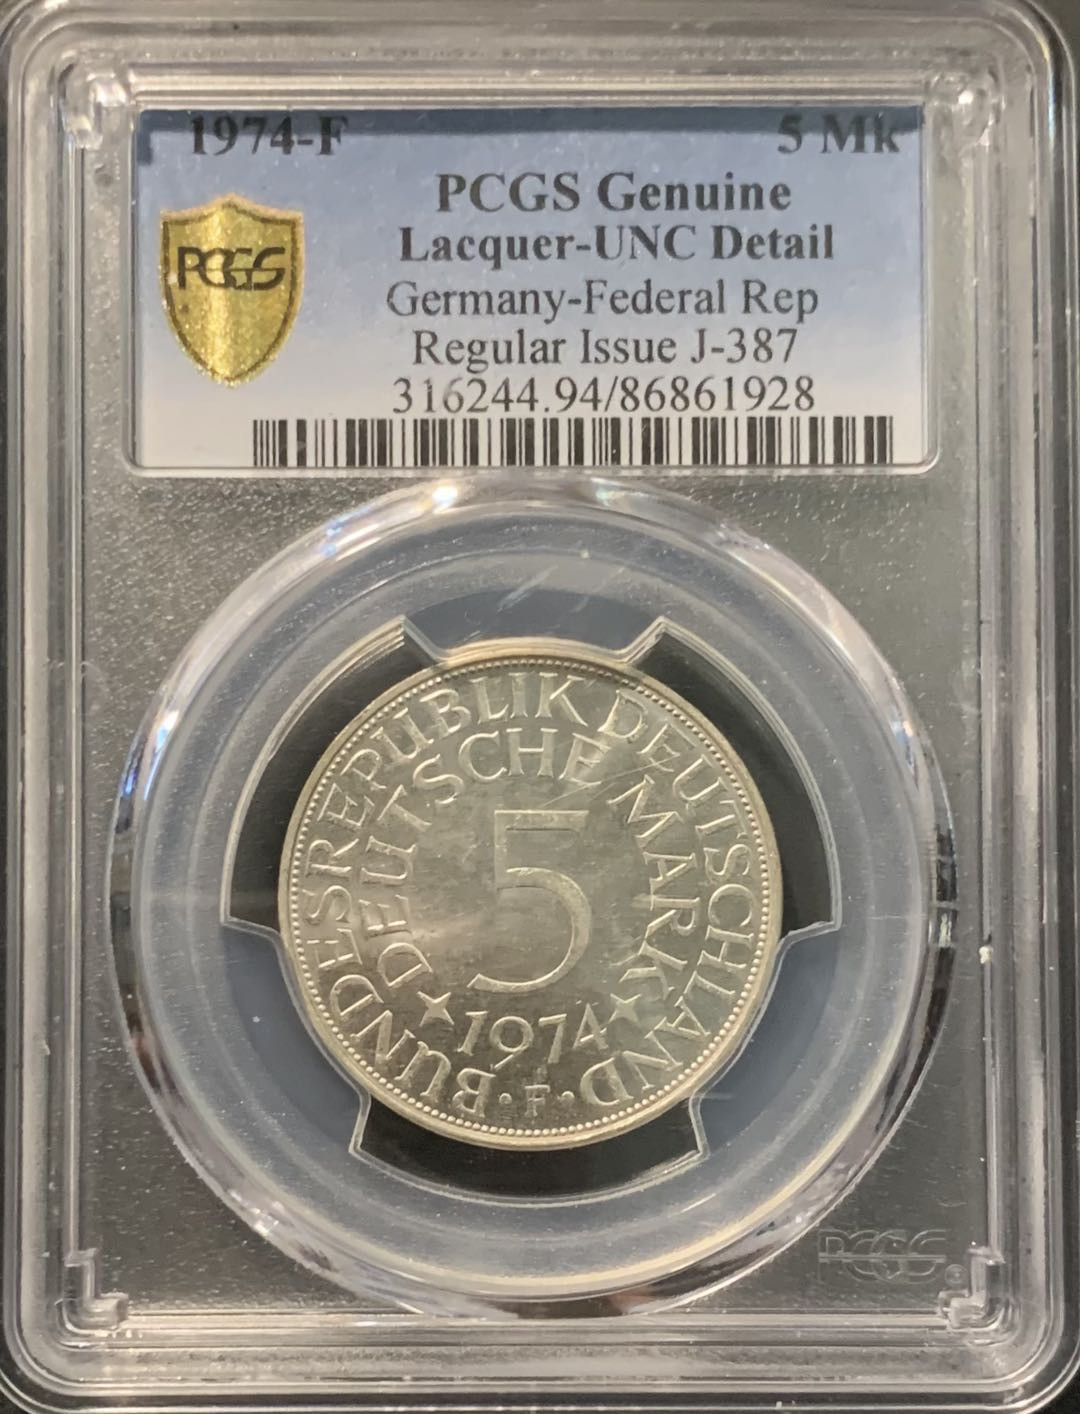 1974-F 5 Mk
PCGS Genuine
Lacquer-UNC Detail
PCGS
Germany-Federal Rep
Regular Issue J-387
316244.94/86861928
BUNDESREPUBLIK DEUTSCHLAND
DEUTSCHE MARK
5
1974
· F ·
PCGS